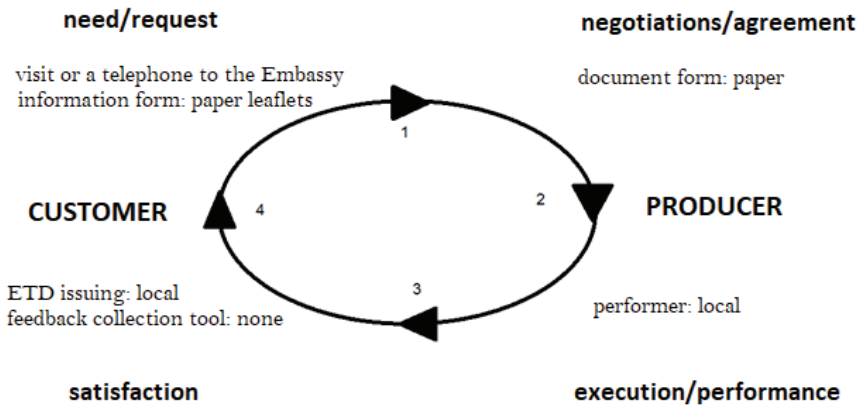 need/request
negotiations/agreement
visit or a telephone to the Embassy
information form: paper leaflets
document form: paper
1
CUSTOMER
4
2
PRODUCER
3
ETD issuing: local
feedback collection tool: none
performer: local
satisfaction
execution/performance